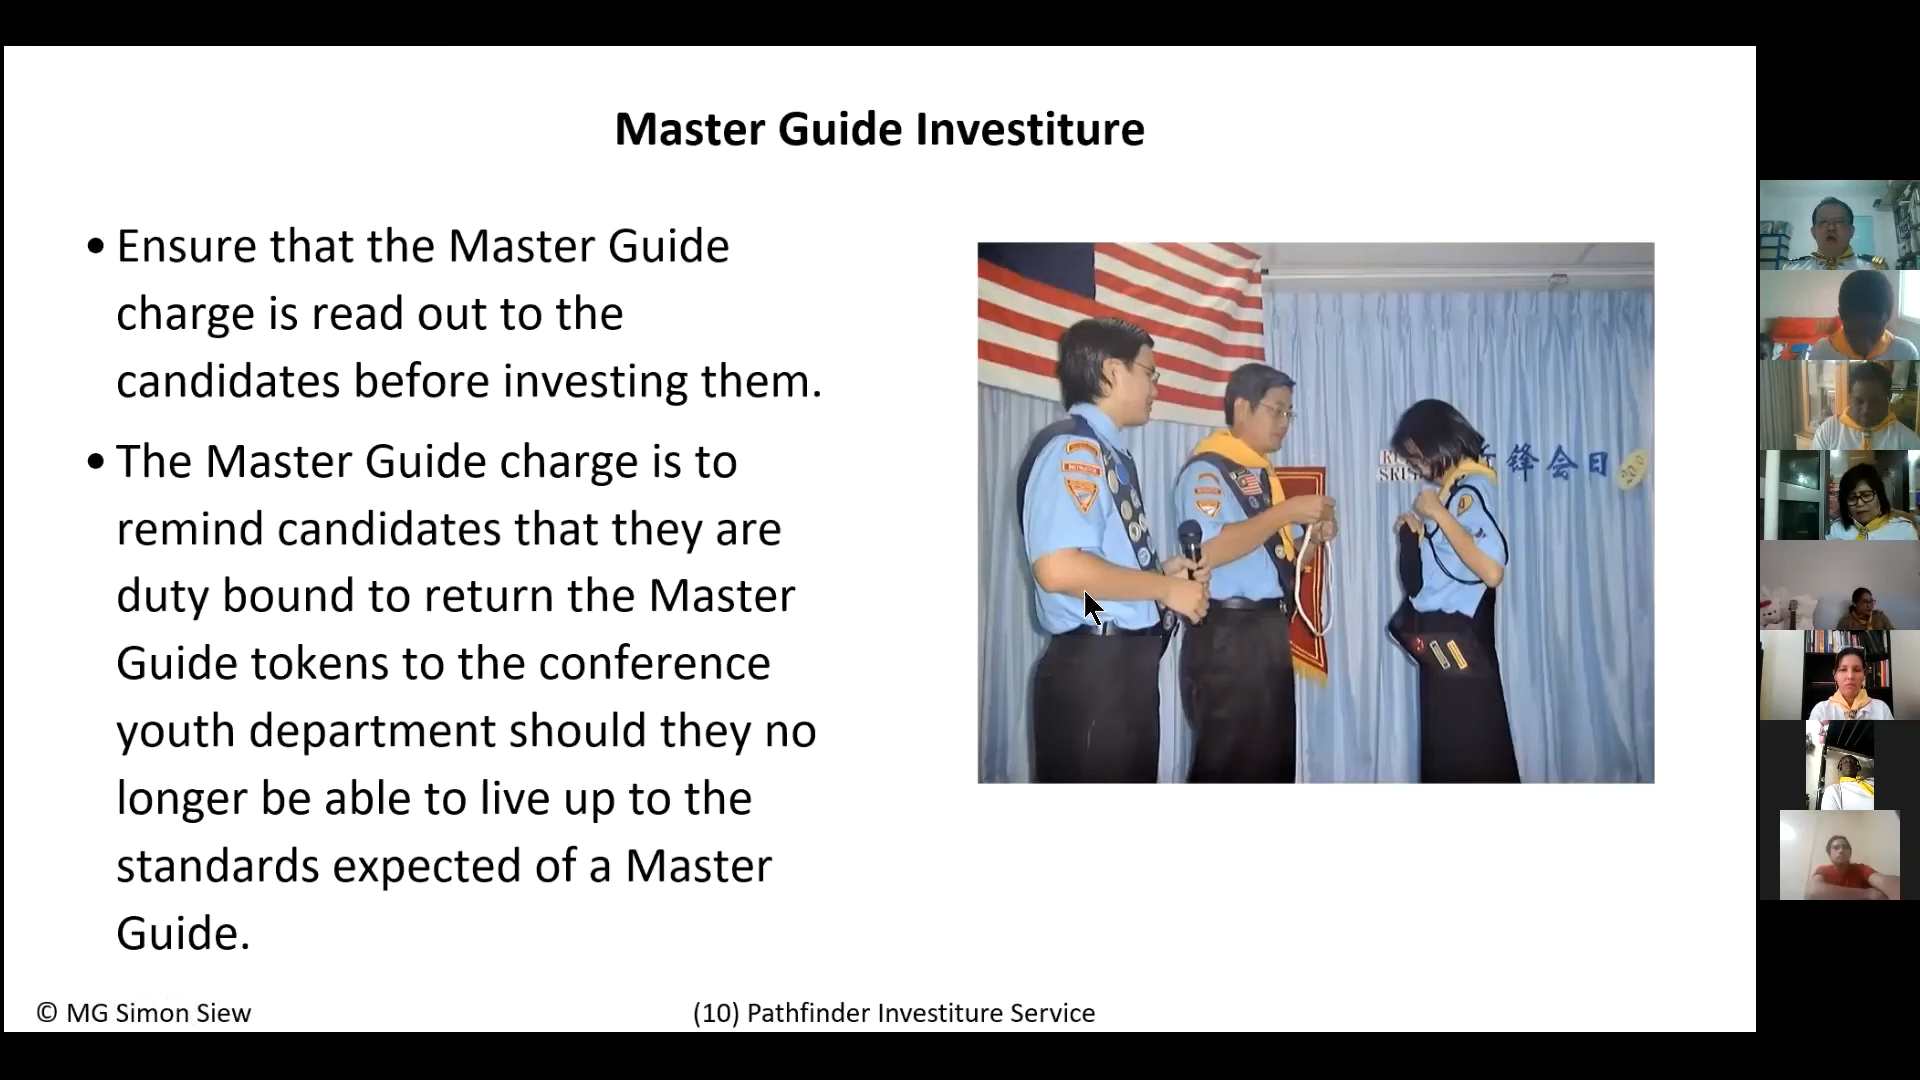 Master Guide Investiture
• Ensure that the Master Guide
charge is read out to the
candidates before investing them.
• The Master Guide charge is to
remind candidates that they are
duty bound to return the Master
Guide tokens to the conference
youth department should they no
longer be able to live up to the
standards expected of a Master
Guide.
锋会日
© MG Simon Siew
(10) Pathfinder Investiture Service